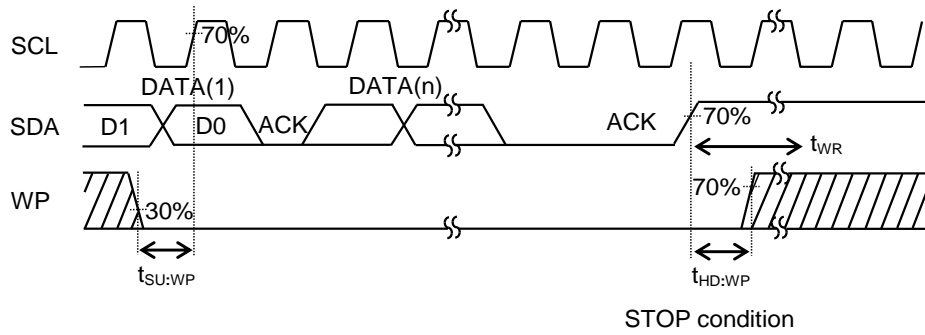 SCL
70%
DATA(1)
DATA(n)
SDA
D1
D0
ACK
ACK
70%
tWR
WP
30%
70%
tSU:WP
tHD:WP
STOP condition